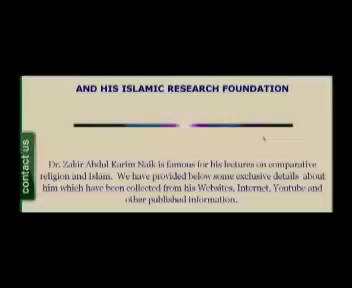 AND HIS ISLAMIC RESEARCH FOUNDATION
contact us
Dr. Zakir Abdul Karim Naik is famous for his lectures on comparative
religion and Islam. We have provided below some exclusive details about
him which have been collected from his Websites, Internet, Youtube and
other published information.